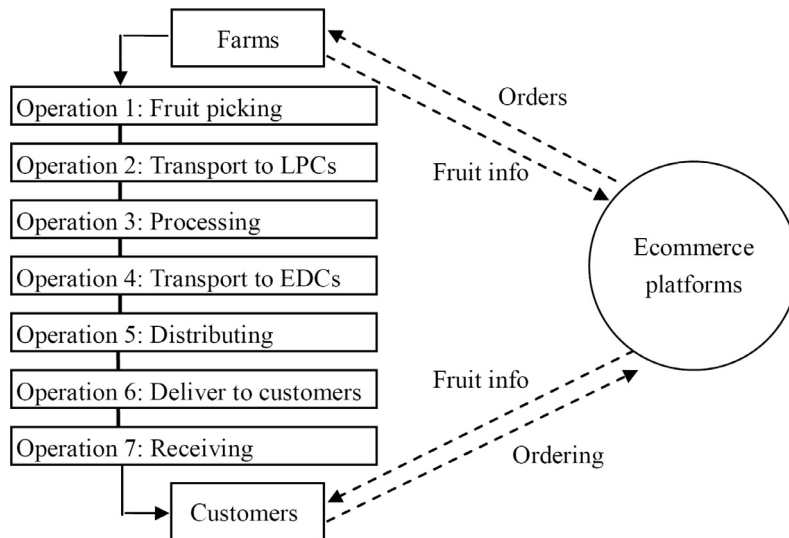 Farms
Operation 1: Fruit picking
Operation 2: Transport to LPCs
Operation 3: Processing
Operation 4: Transport to EDCs
Operation 5: Distributing
Operation 6: Deliver to customers
Operation 7: Receiving
Customers
Orders
Fruit info
Ecommerce
platforms
Fruit info
Ordering